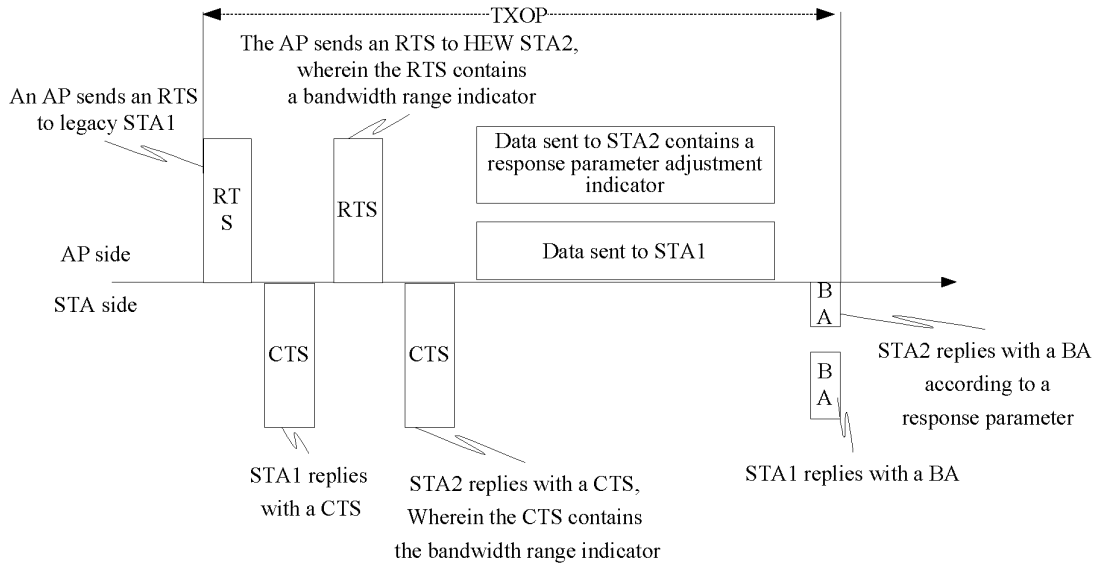 TXOP
The AP sends an RTS to HEW STA2,
wherein the RTS contains
a bandwidth range indicator
An AP sends an RTS
to legacy STA1
RT
S
RTS
Data sent to STA2 contains a
response parameter adjustment
indicator
Data sent to STA1
AP side
STA side
CTS
CTS
B
A
B
A
STA2 replies with a BA
according to a
response parameter
STA1 replies with a BA
STA1 replies
with a CTS
STA2 replies with a CTS,
Wherein the CTS contains
the bandwidth range indicator